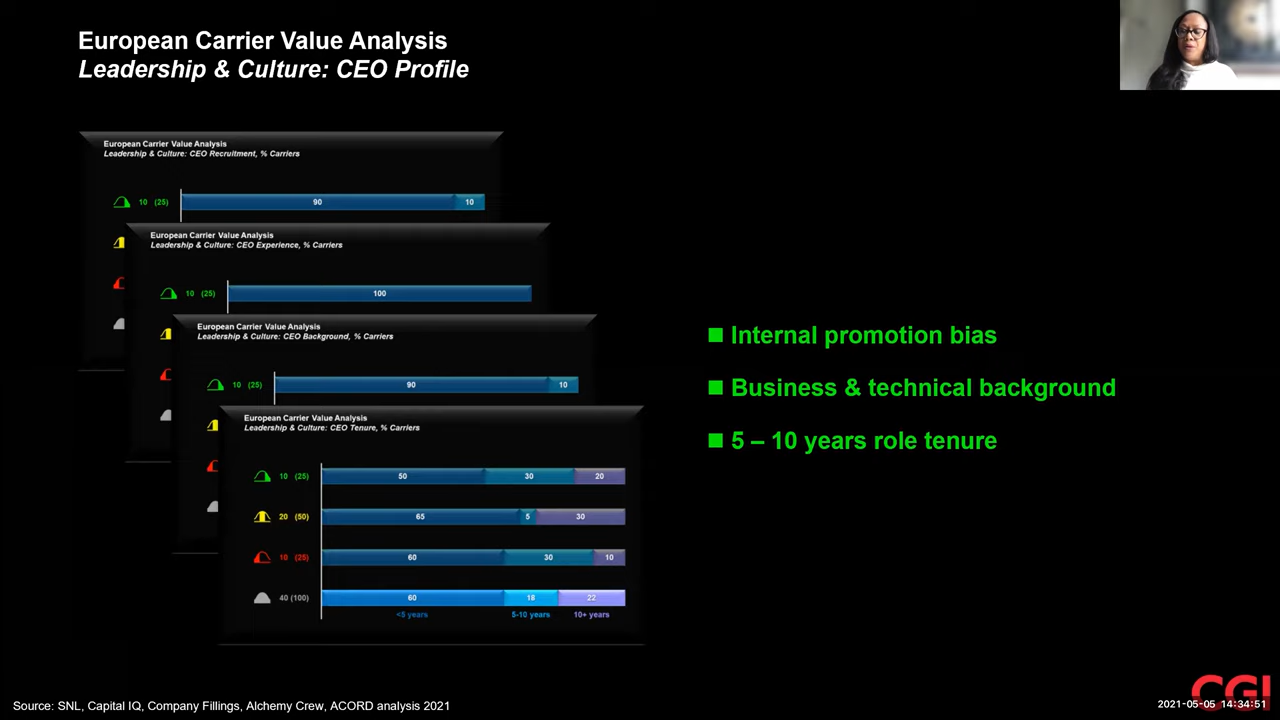 European Carrier Value Analysis
Leadership & Culture: CEO Profile
European Carrier Value Analysis
Leadership & Culture: CEO Recruitment, % Carriers
10 (25) 90 10
European Carrier Value Analysis
Leadership & Culture: CEO Experience, % Carriers
10 (25) 100
European Carrier Value Analysis
Leadership & Culture: CEO Background, % Carriers
10 (25) 90 10
European Carrier Value Analysis
Leadership & Culture: CEO Tenure, % Carriers
10 (25) 50 30 20
20 (50) 65 5 30
10 (25) 60 30 10
40 (100) 60 18 22
<5 years 5-10 years 10+ years
Internal promotion bias
Business & technical background
5 – 10 years role tenure
CGI
2021-05-05 14:34:51
Source: SNL, Capital IQ, Company Fillings, Alchemy Crew, ACORD analysis 2021